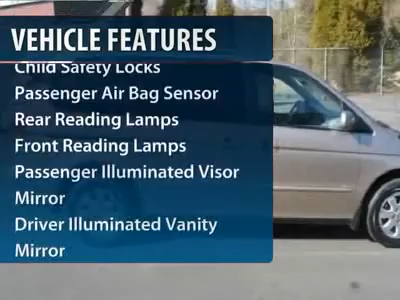 VEHICLE FEATURES
Child Safety Locks
Passenger Air Bag Sensor
Rear Reading Lamps
Front Reading Lamps
Passenger Illuminated Visor
Mirror
Driver Illuminated Vanity
Mirror